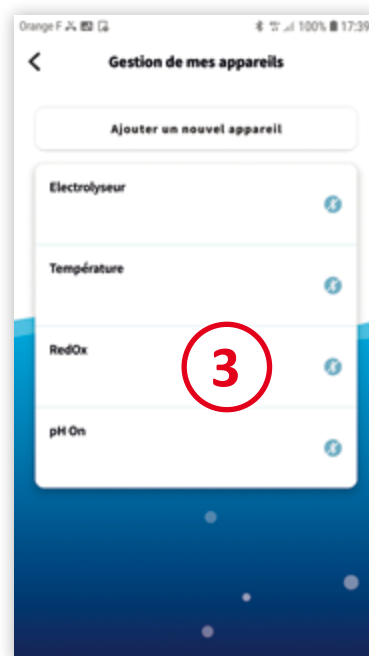 Orange F
100% 17:39
Gestion de mes appareils
Ajouter un nouvel appareil
Electrolyseur
Température
RedOx
3
pH On